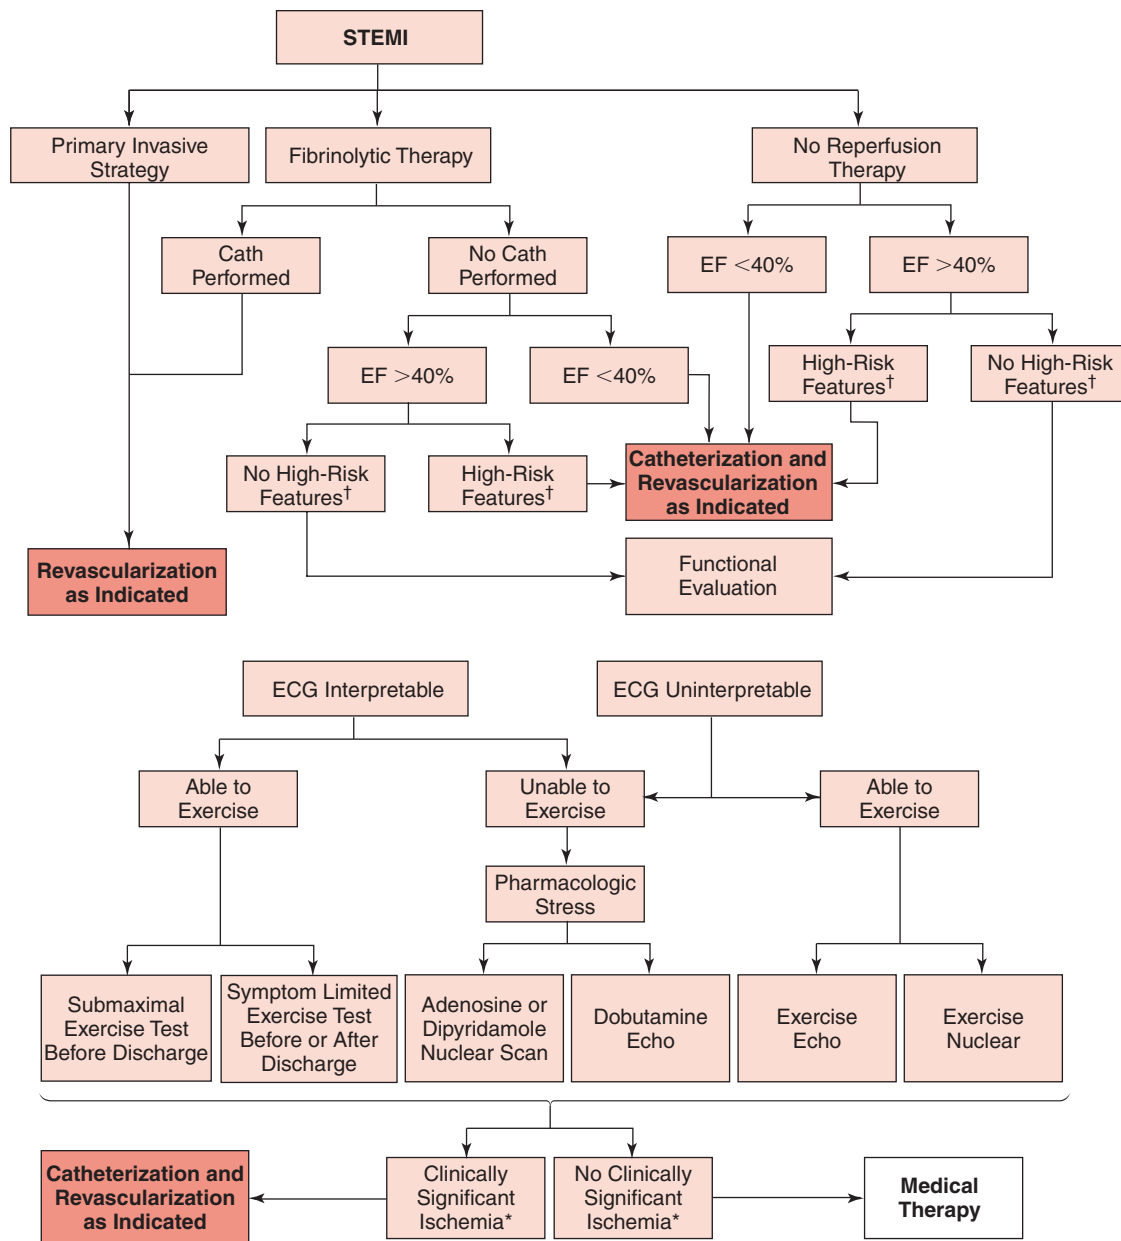 STEMI
Primary Invasive
Strategy
Fibrinolytic Therapy
No Reperfusion
Therapy
Cath
Performed
No Cath
Performed
EF <40%
EF >40%
EF >40%
EF <40%
High-Risk
Features†
No High-Risk
Features†
No High-Risk
Features†
High-Risk
Features†
Catheterization and
Revascularization
as Indicated
Revascularization
as Indicated
Functional
Evaluation
ECG Interpretable
ECG Uninterpretable
Able to
Exercise
Unable to
Exercise
Able to
Exercise
Pharmacologic
Stress
Submaximal
Exercise Test
Before Discharge
Symptom Limited
Exercise Test
Before or After
Discharge
Adenosine or
Dipyridamole
Nuclear Scan
Dobutamine
Echo
Exercise
Echo
Exercise
Nuclear
Catheterization and
Revascularization
as Indicated
Clinically
Significant
Ischemia*
No Clinically
Significant
Ischemia*
Medical
Therapy